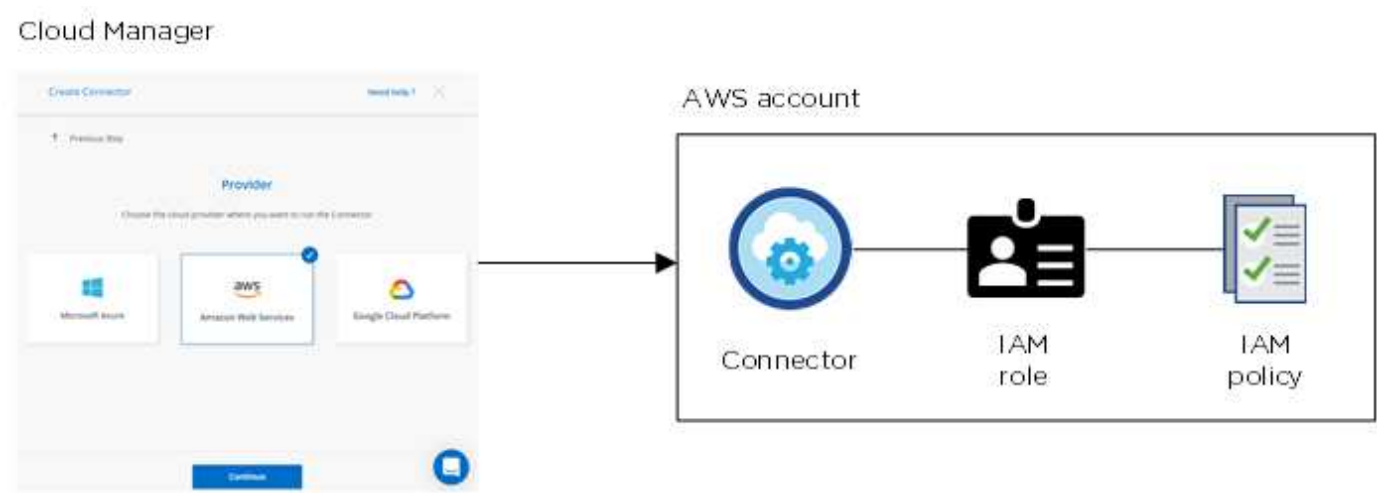 Cloud Manager
Create Connector
Need help?
Previous Step
Provider
Choose the cloud provider where you want to run the Connector
aws
Microsoft Azure
Amazon Web Services
Google Cloud Platform
Continue
AWS account
Connector
IAM
role
IAM
policy